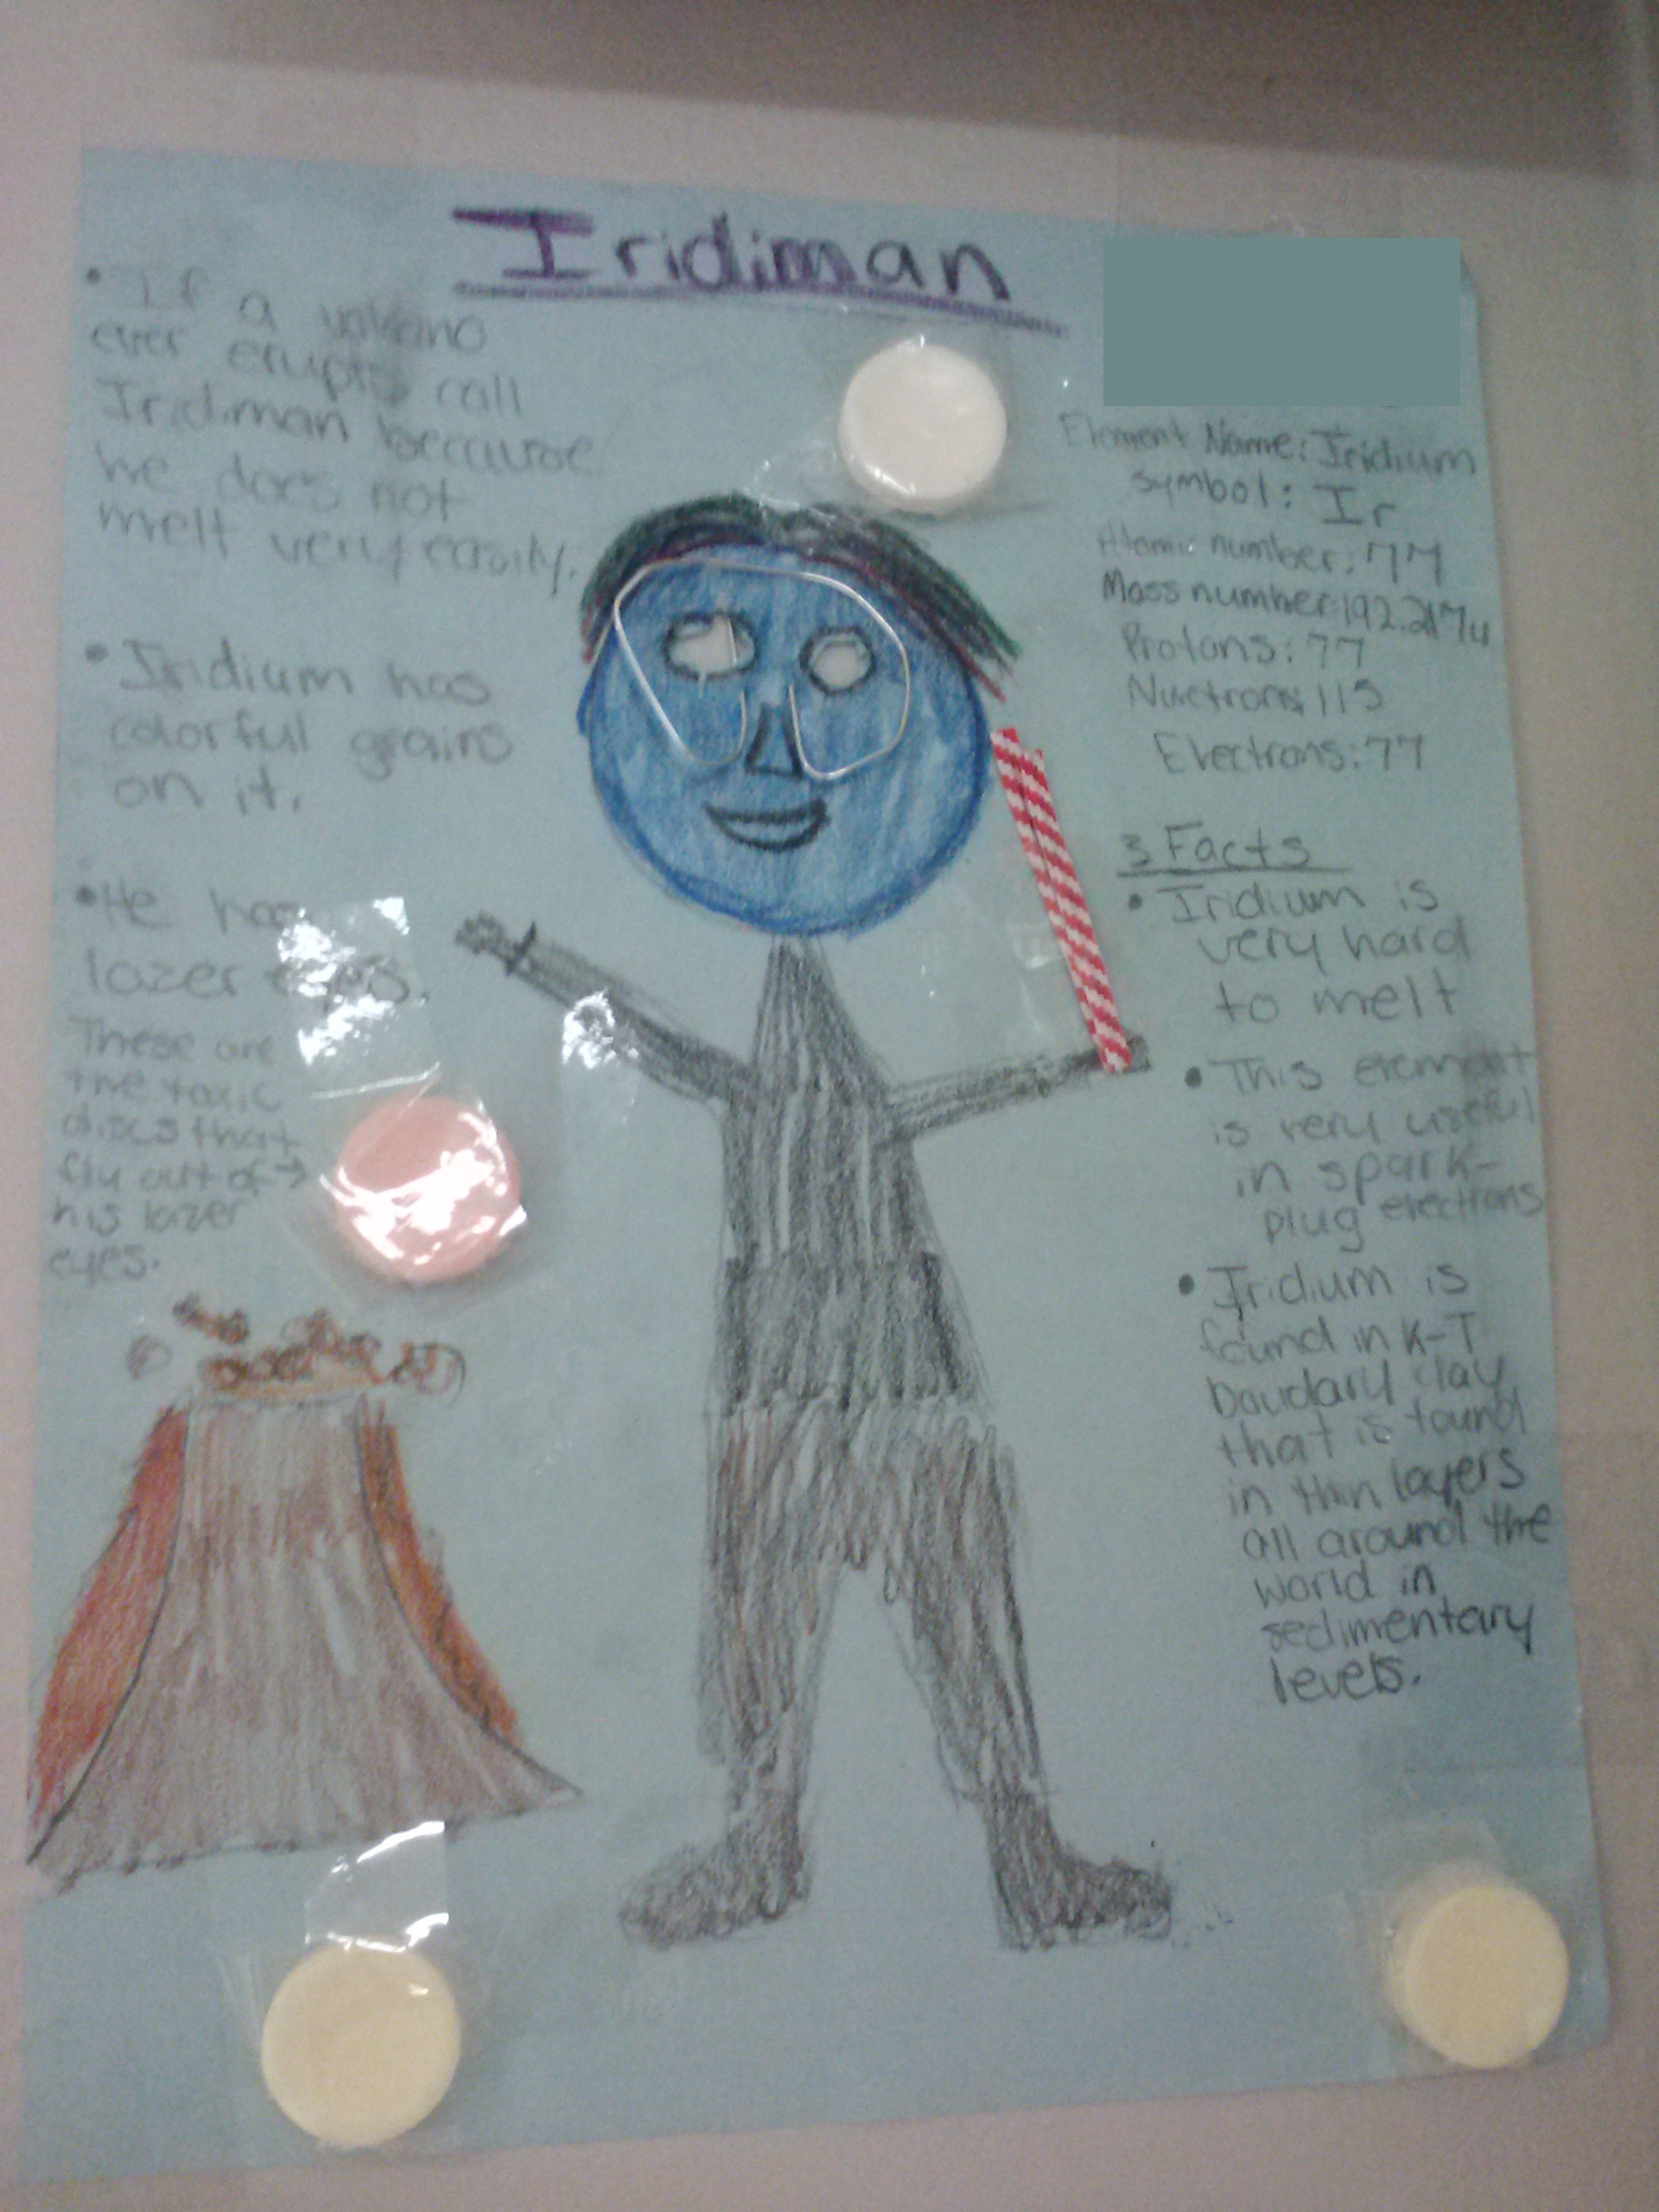 Iridiman
• If a volcano
ever erupts call
Iridiman because
he does not
melt very easily.
• Iridium has
colorful grains
on it.
• He has
lazer eyes.
These are
the toxic
discs that
fly out of →
his lazer
eyes.
Element Name: Iridium
symbol: Ir
Atomic number: 77
Mass number: 192.217u
Protons: 77
115
Electrons: 77
3 Facts
• Iridium is
very hard
to melt
• This element
is very useful
in spark-
plug
• Iridium is
found in K-T
boudary clay
that is found
in thin layers
all around the
world in
sedimentary
levels.